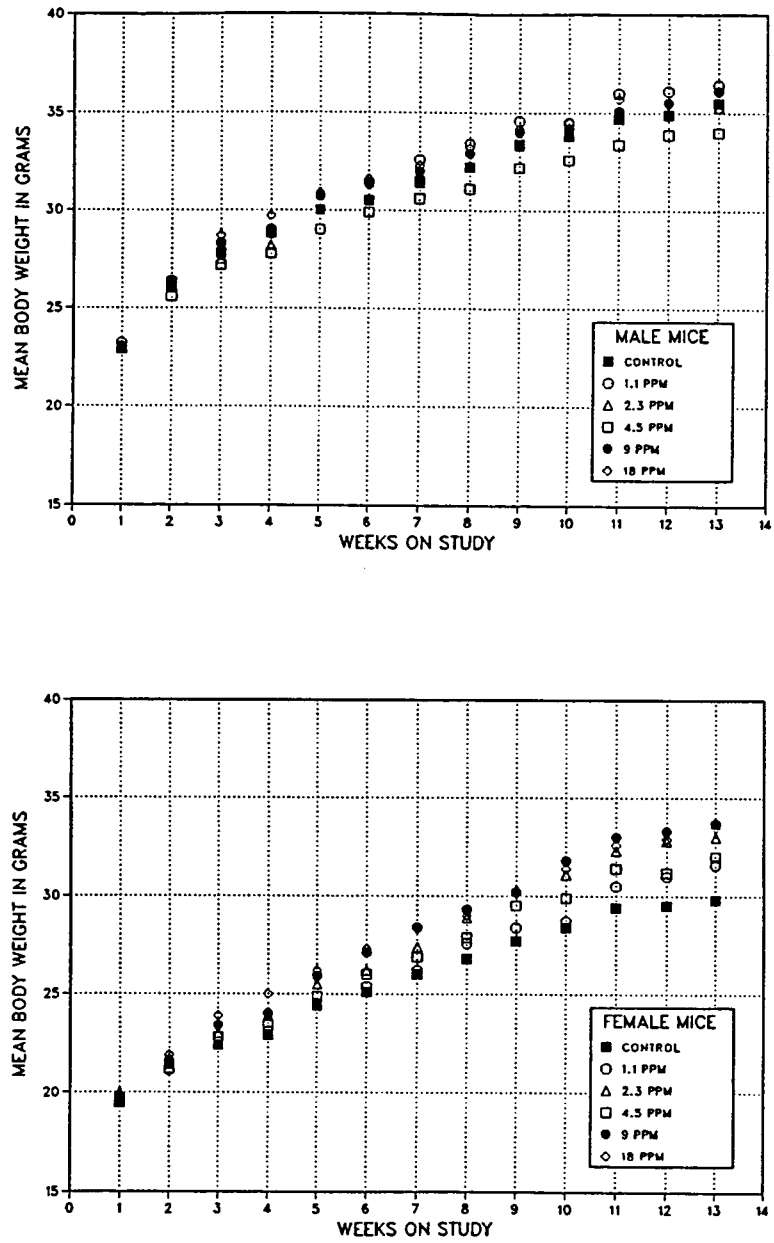 MEAN BODY WEIGHT IN GRAMS
40
35
30
25
20
15
0 1 2 3 4 5 6 7 8 9 10 11 12 13 14
WEEKS ON STUDY
MALE MICE
CONTROL
1.1 PPM
2.3 PPM
4.5 PPM
9 PPM
18 PPM
MEAN BODY WEIGHT IN GRAMS
40
35
30
25
20
15
0 1 2 3 4 5 6 7 8 9 10 11 12 13 14
WEEKS ON STUDY
FEMALE MICE
CONTROL
1.1 PPM
2.3 PPM
4.5 PPM
9 PPM
18 PPM